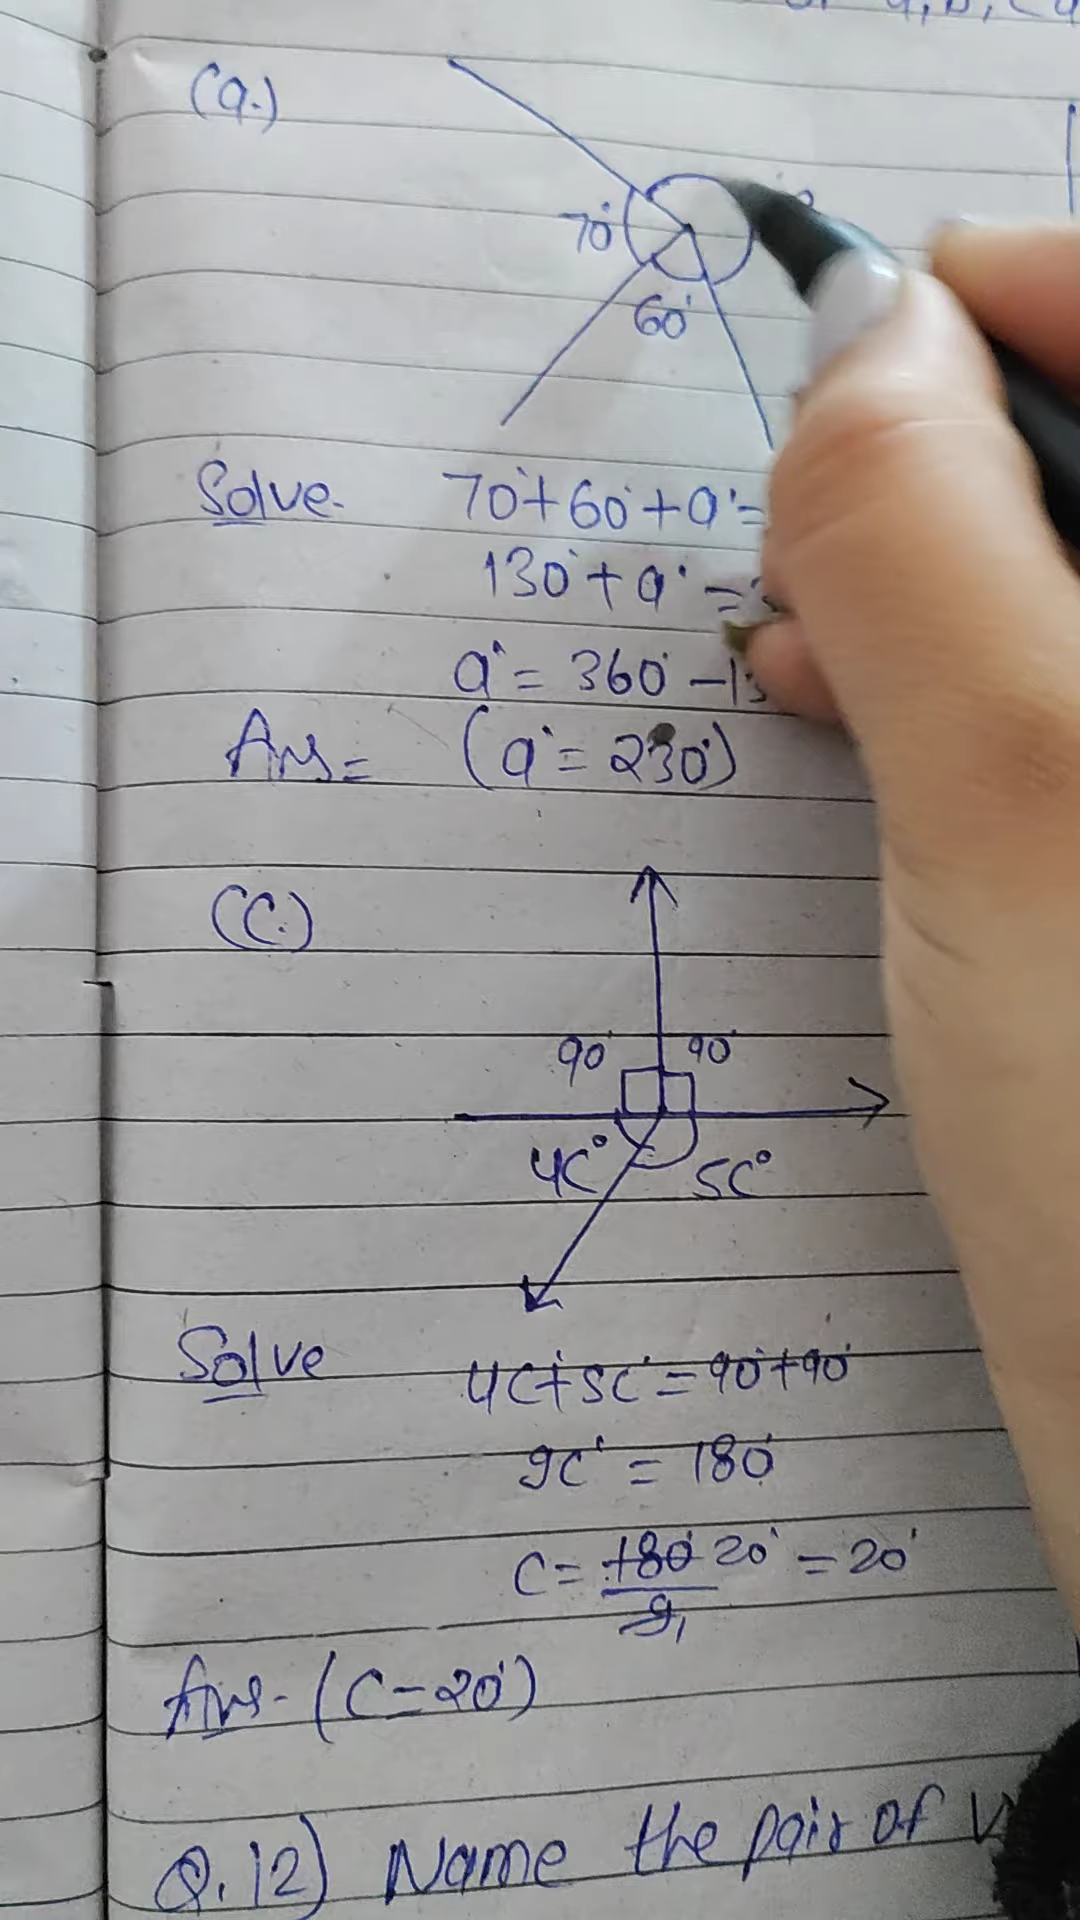 (a.)
70°
60°
Solve. 70°+60°+a°=
130°+a° =
a°= 360° -13
Ans= (a°= 230°)
(C.)
90° 90°
4C° 5C°
Solve 4C°+5C° = 90°+90°
9C° = 180°
C = 180° 20° = 20°
9 1
Ans- (C=20°)
Q.12) Name the pair of